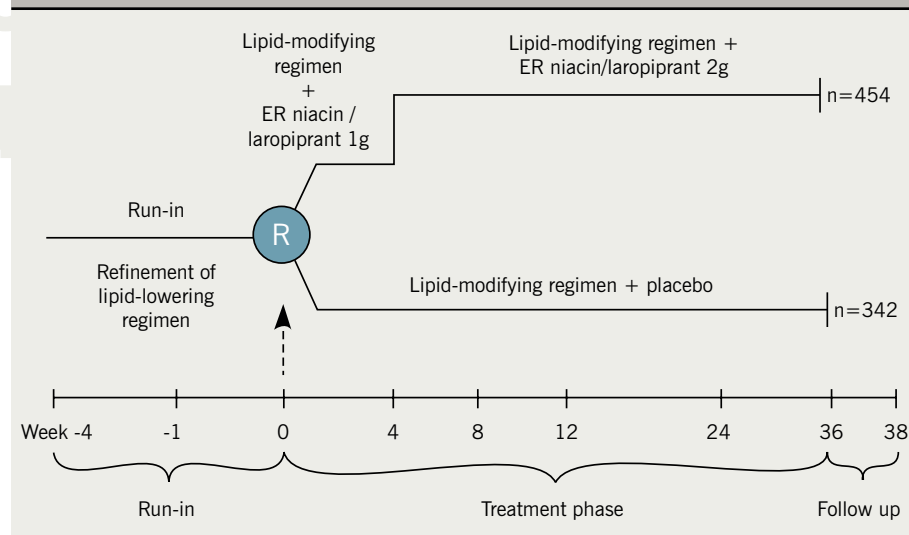 Lipid-modifying
regimen
+
ER niacin /
laropiprant 1g
Lipid-modifying regimen +
ER niacin/laropiprant 2g
n=454
Run-in
R
Refinement of
lipid-lowering
regimen
Lipid-modifying regimen + placebo
n=342
Week -4 -1 0 4 8 12 24 36 38
Run-in Treatment phase Follow up